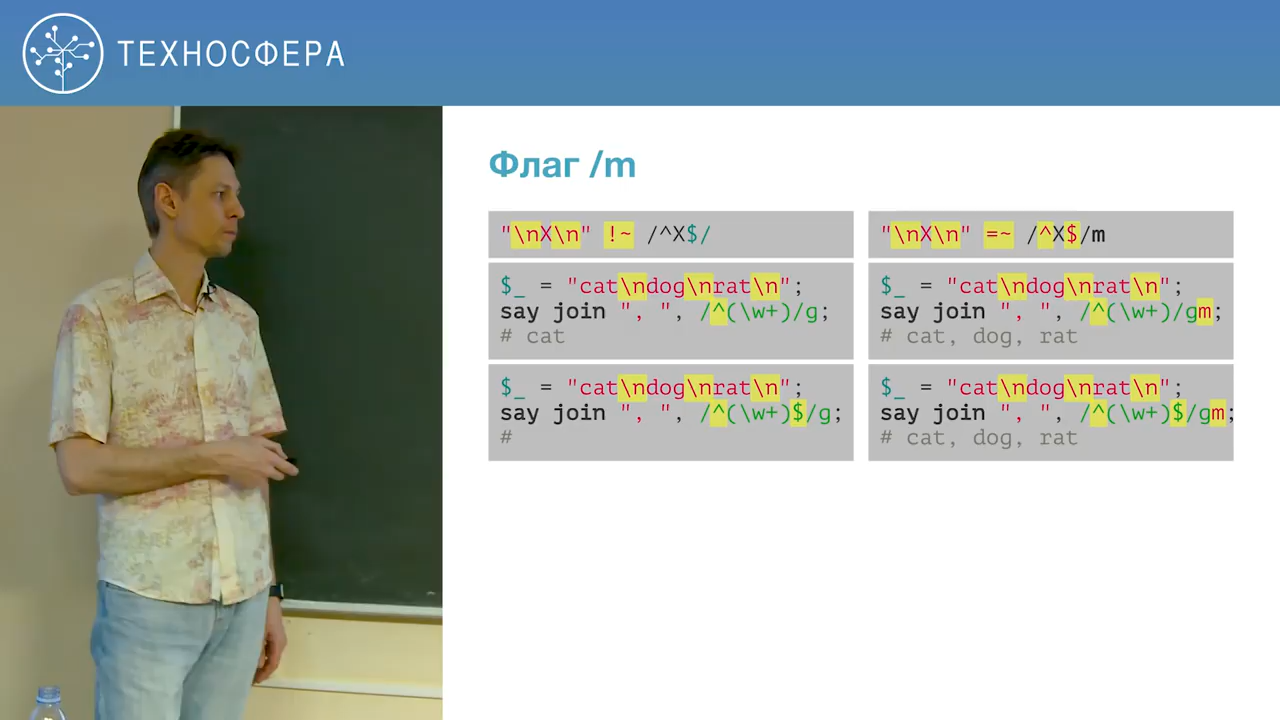 ТЕХНОСФЕРА
Флаг /m
"\nX\n" !~ /^X$/
$_ = "cat\ndog\nrat\n";
say join ", ", /^(\w+)/g;
# cat
$_ = "cat\ndog\nrat\n";
say join ", ", /^(\w+)$/g;
#
"\nX\n" =~ /^X$/m
$_ = "cat\ndog\nrat\n";
say join ", ", /^(\w+)/gm;
# cat, dog, rat
$_ = "cat\ndog\nrat\n";
say join ", ", /^(\w+)$/gm;
# cat, dog, rat